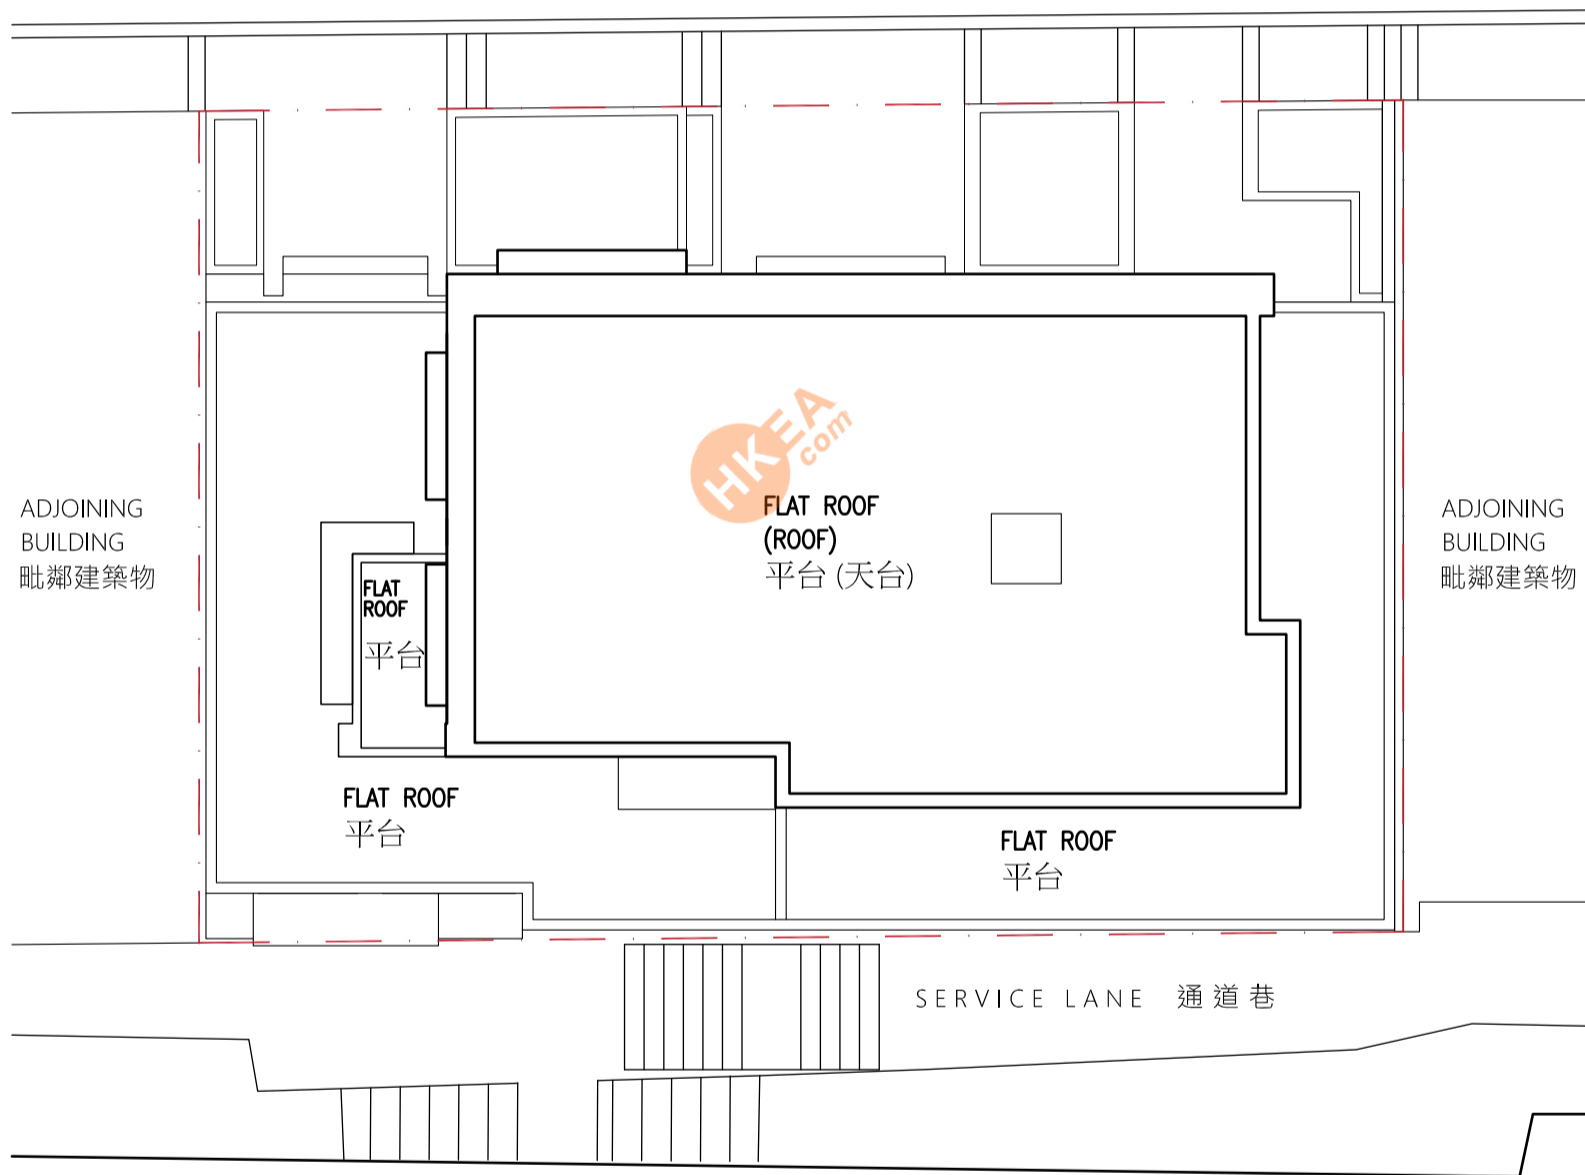 ADJOINING
BUILDING
毗鄰建築物
HKEA
com
FLAT ROOF
(ROOF)
平台 (天台)
FLAT
ROOF
平台
FLAT ROOF
平台
FLAT ROOF
平台
ADJOINING
BUILDING
毗鄰建築物
SERVICE LANE 通道巷